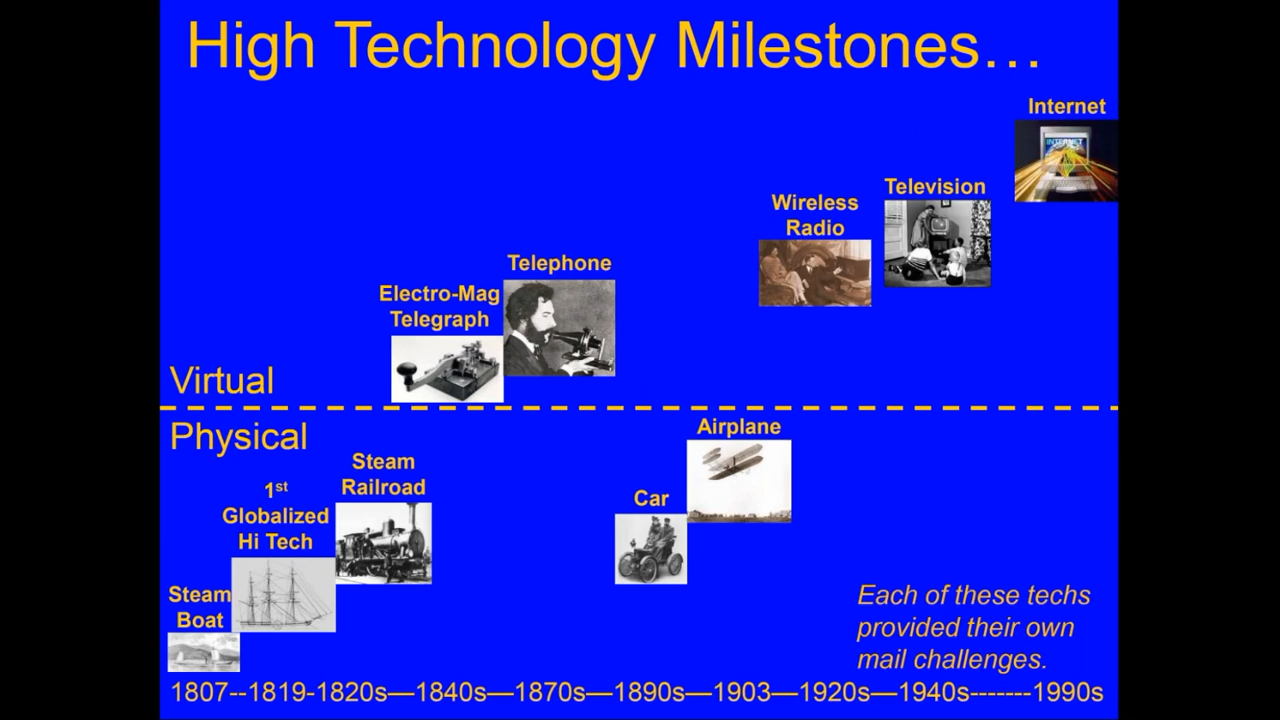 High Technology Milestones…
Internet
Television
Wireless
Radio
Telephone
Electro-Mag
Telegraph
Virtual
Physical
Airplane
Steam
Railroad
1st
Globalized
Hi Tech
Car
Steam
Boat
Each of these techs
provided their own
mail challenges.
1807--1819-1820s—1840s—1870s—1890s—1903—1920s—1940s-------1990s
INTERNET